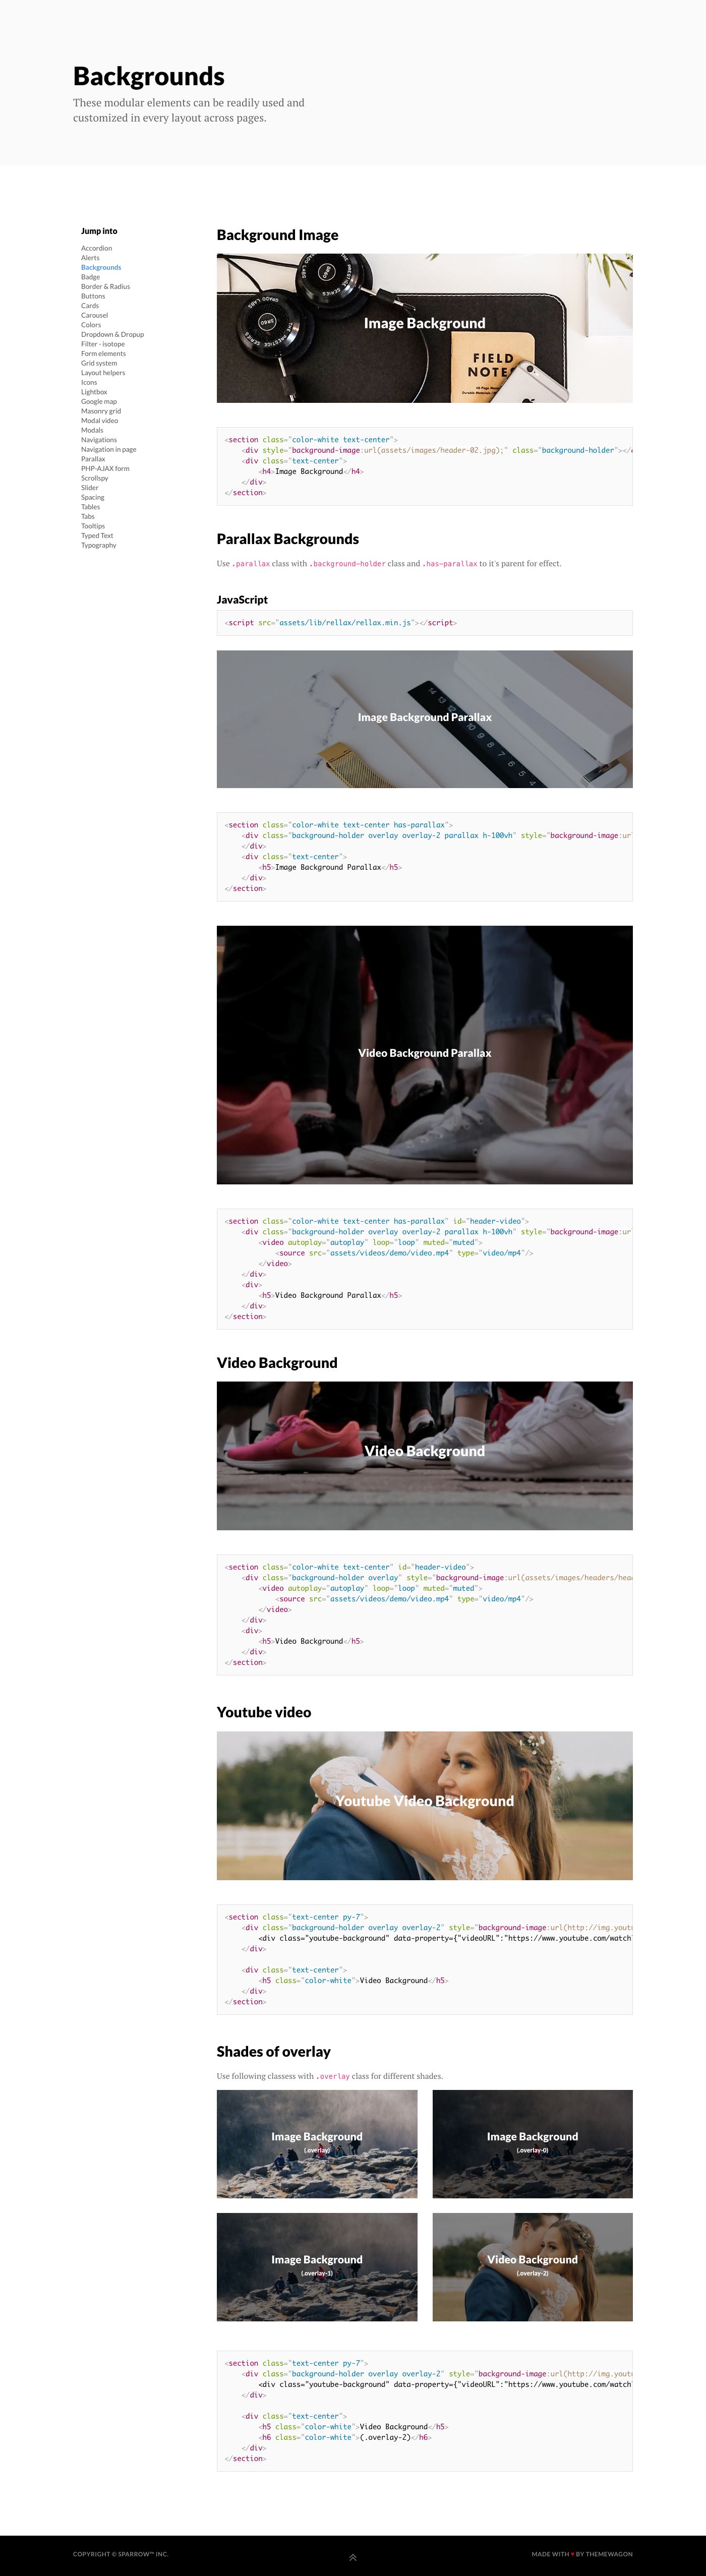 Backgrounds
These modular elements can be readily used and
customized in every layout across pages.
Jump into
Accordion
Alerts
Backgrounds
Badge
Border & Radius
Buttons
Cards
Carousel
Colors
Dropdown & Dropup
Filter - isotope
Form elements
Grid system
Layout helpers
Icons
Lightbox
Google map
Masonry grid
Modal video
Modals
Navigations
Navigation in page
Parallax
PHP-AJAX form
Scrollspy
Slider
Spacing
Tables
Tabs
Tooltips
Typed Text
Typography
Background Image
Image Background
FIELD
NOTES
<section class="color-white text-center">
<div style="background-image:url(assets/images/header-02.jpg);" class="background-holder"></
<div class="text-center">
<h4>Image Background</h4>
</div>
</section>
Parallax Backgrounds
Use .parallax class with .background-holder class and .has-parallax to it's parent for effect.
JavaScript
<script src="assets/lib/rellax/rellax.min.js"></script>
14 13 12
9 8 7 6 5 4
Image Background Parallax
<section class="color-white text-center has-parallax">
<div class="background-holder overlay overlay-2 parallax h-100vh" style="background-image:url
</div>
<div class="text-center">
<h5>Image Background Parallax</h5>
</div>
</section>
Video Background Parallax
<section class="color-white text-center has-parallax" id="header-video">
<div class="background-holder overlay overlay-2 parallax h-100vh" style="background-image:ur
<video autoplay="autoplay" loop="loop" muted="muted">
<source src="assets/videos/demo/video.mp4" type="video/mp4"/>
</video>
</div>
<div>
<h5>Video Background Parallax</h5>
</div>
</section>
Video Background
Video Background
<section class="color-white text-center" id="header-video">
<div class="background-holder overlay" style="background-image:url(assets/images/headers/hea
<video autoplay="autoplay" loop="loop" muted="muted">
<source src="assets/videos/demo/video.mp4" type="video/mp4"/>
</video>
</div>
<div>
<h5>Video Background</h5>
</div>
</section>
Youtube video
Youtube Video Background
<section class="text-center py-7">
<div class="background-holder overlay overlay-2" style="background-image:url(http://img.yout
<div class="youtube-background" data-property={"videoURL":"https://www.youtube.com/watch
</div>
<div class="text-center">
<h5 class="color-white">Video Background</h5>
</div>
</section>
Shades of overlay
Use following classess with .overlay class for different shades.
Image Background
(.overlay)
Image Background
(.overlay-0)
Image Background
(.overlay-1)
Video Background
(.overlay-2)
<section class="text-center py-7">
<div class="background-holder overlay overlay-2" style="background-image:url(http://img.yout
<div class="youtube-background" data-property={"videoURL":"https://www.youtube.com/watch
</div>
<div class="text-center">
<h5 class="color-white">Video Background</h5>
<h6 class="color-white">(.overlay-2)</h6>
</div>
</section>
COPYRIGHT © SPARROW™ INC.
MADE WITH ♥ BY THEMEWAGON